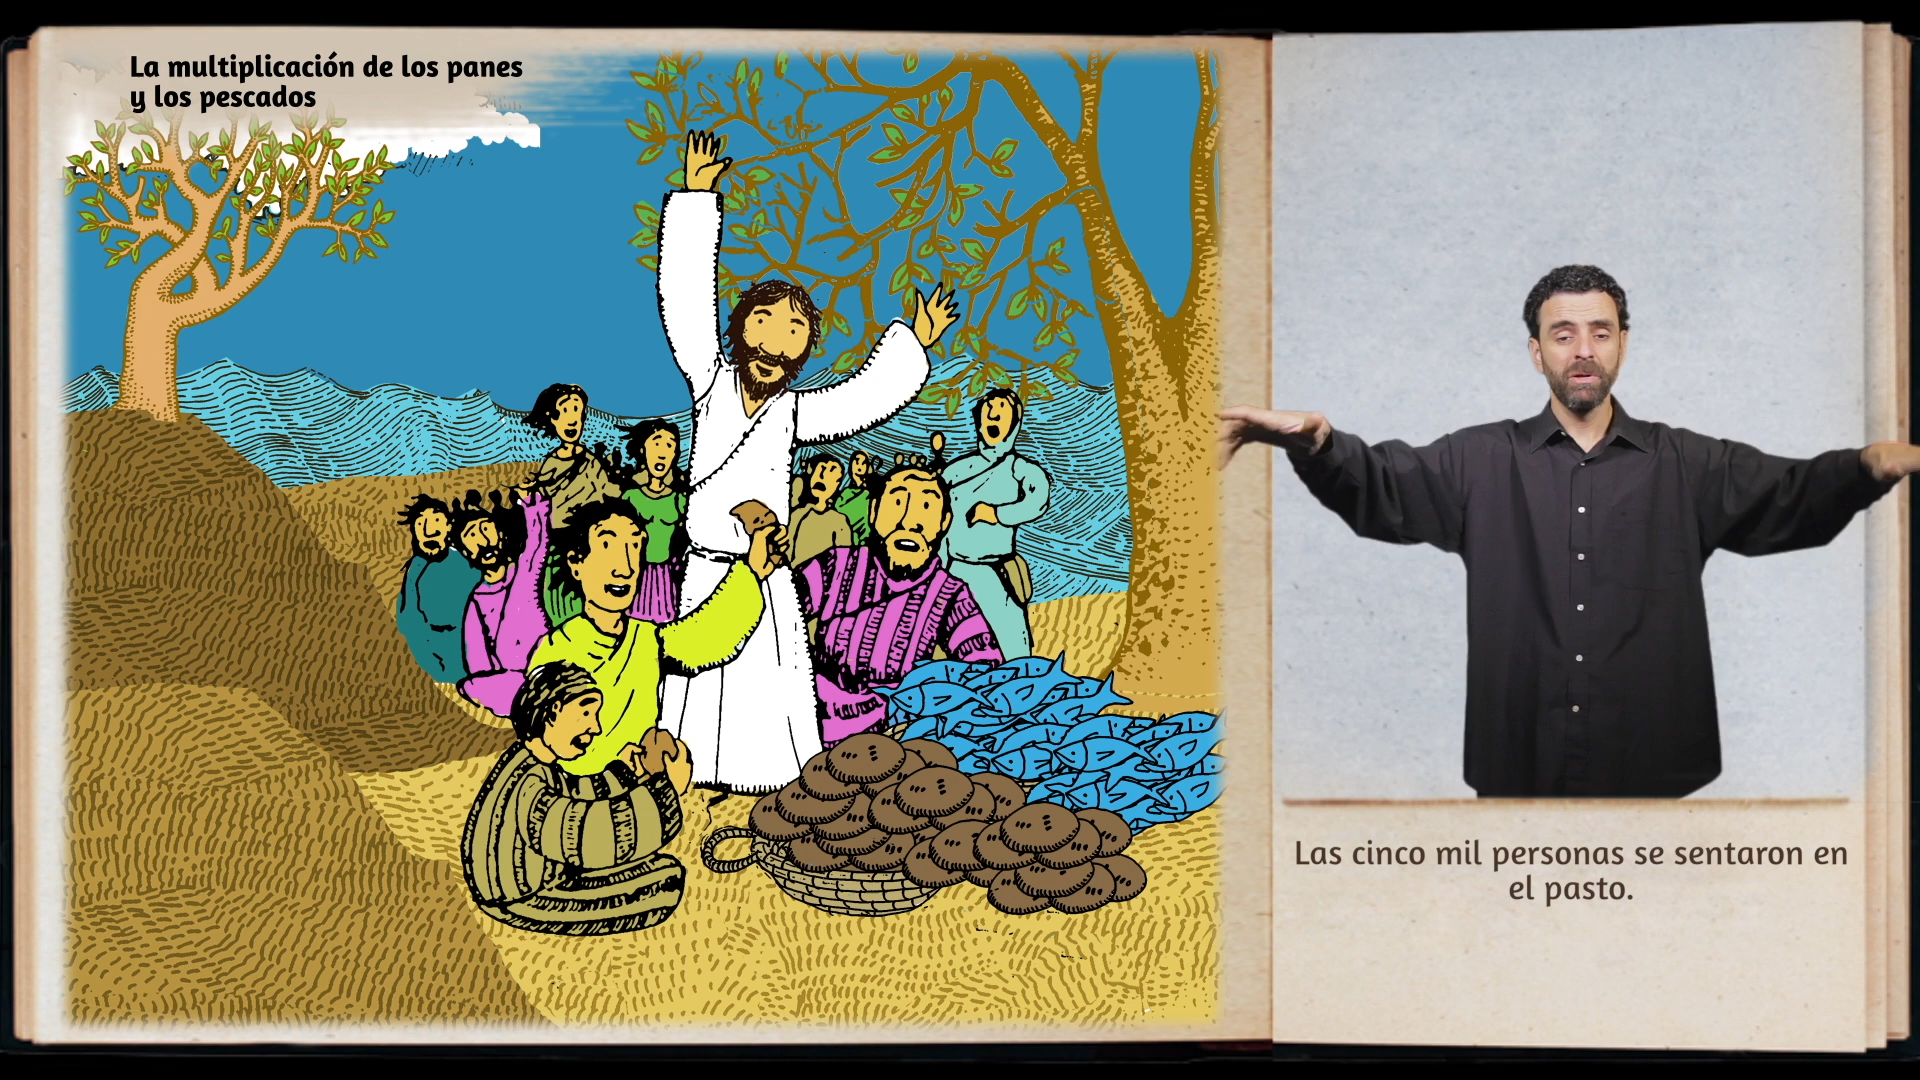 La multiplicación de los panes
y los pescados
Las cinco mil personas se sentaron en
el pasto.